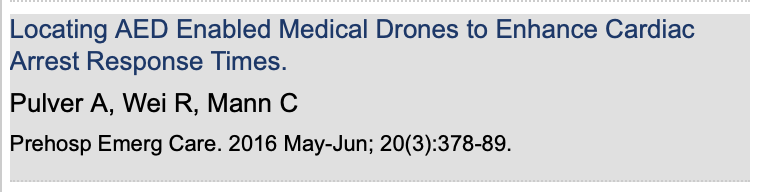 Locating AED Enabled Medical Drones to Enhance Cardiac
Arrest Response Times.
Pulver A, Wei R, Mann C
Prehosp Emerg Care. 2016 May-Jun; 20(3):378-89.